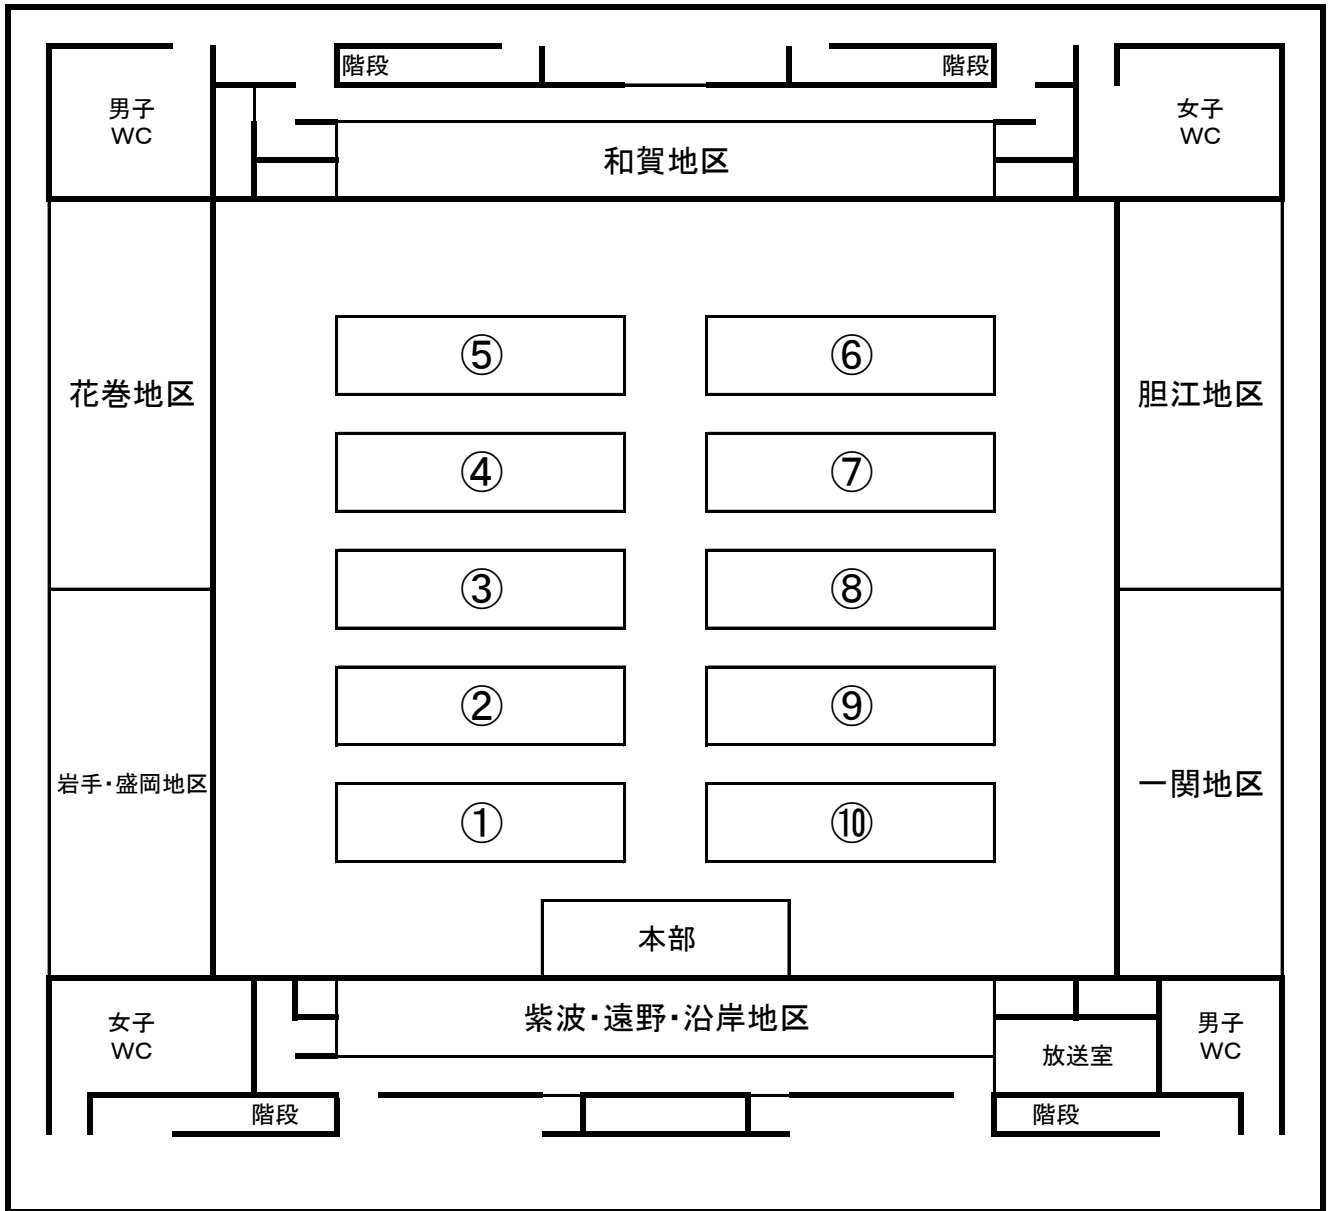 階段
階段
男子
WC
女子
WC
和賀地区
⑤
⑥
花巻地区
胆江地区
④
⑦
③
⑧
②
⑨
岩手・盛岡地区
一関地区
①
⑩
本部
紫波・遠野・沿岸地区
女子
WC
男子
WC
放送室
階段
階段